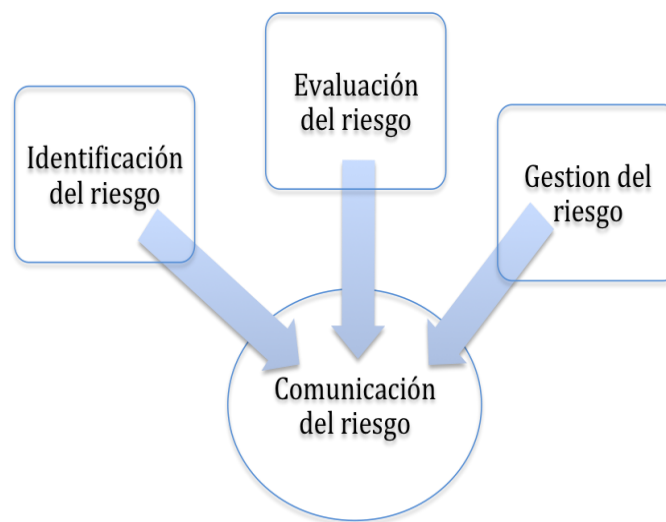 Identificación
del riesgo
Evaluación
del riesgo
Gestion del
riesgo
Comunicación
del riesgo